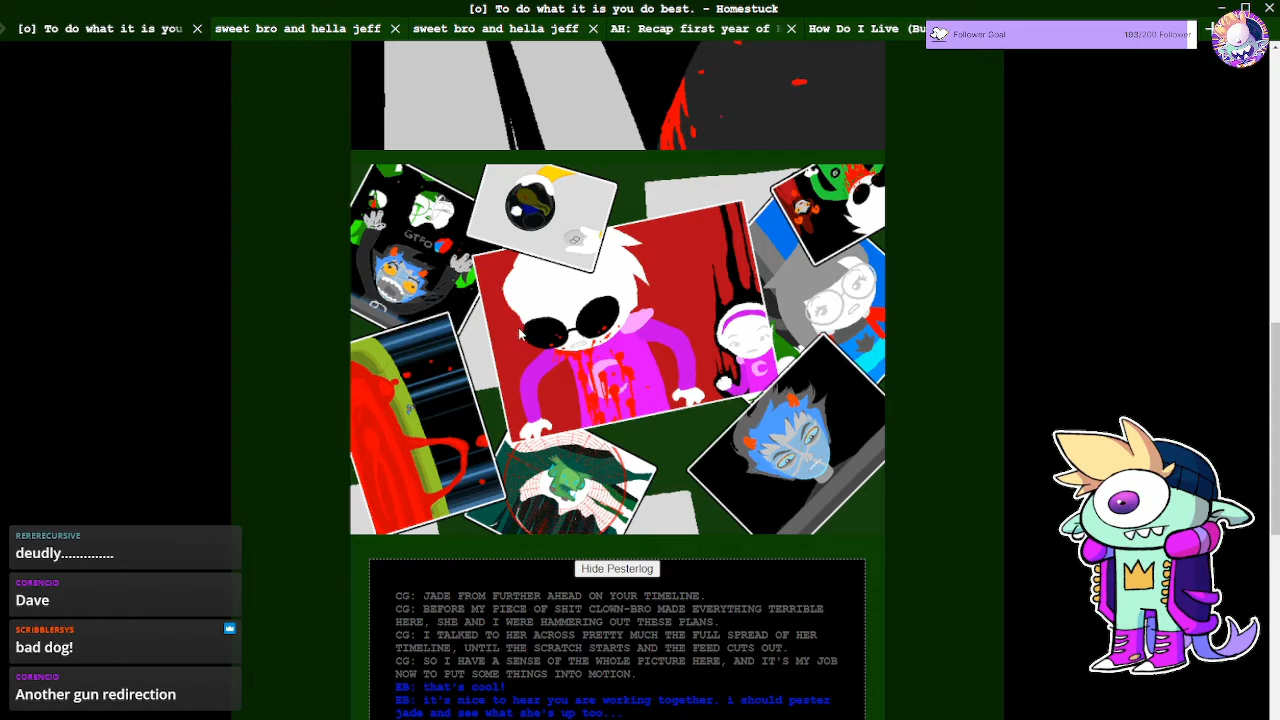 [o] To do what it is you do best. - Homestuck
[o] To do what it is you
sweet bro and hella jeff
sweet bro and hella jeff
AH: Recap first year of
How Do I Live (Bu
Follower Goal
193/200 Follower
GTFO
8
Hide Pesterlog
CG: JADE FROM FURTHER AHEAD ON YOUR TIMELINE.
CG: BEFORE MY PIECE OF SHIT CLOWN-BRO MADE EVERYTHING TERRIBLE
HERE, SHE AND I WERE HAMMERING OUT THESE PLANS.
CG: I TALKED TO HER ACROSS PRETTY MUCH THE FULL SPREAD OF HER
TIMELINE, UNTIL THE SCRATCH STARTS AND THE FEED CUTS OUT.
CG: SO I HAVE A SENSE OF THE WHOLE PICTURE HERE, AND IT'S MY JOB
NOW TO PUT SOME THINGS INTO MOTION.
EB: that's cool!
EB: it's nice to hear you are working together. i should pester
jade and see what she's up too...
RERERECURSIVE
deudly..............
CORENCIO
Dave
SCRIBBLERSYS
bad dog!
CORENCIO
Another gun redirection